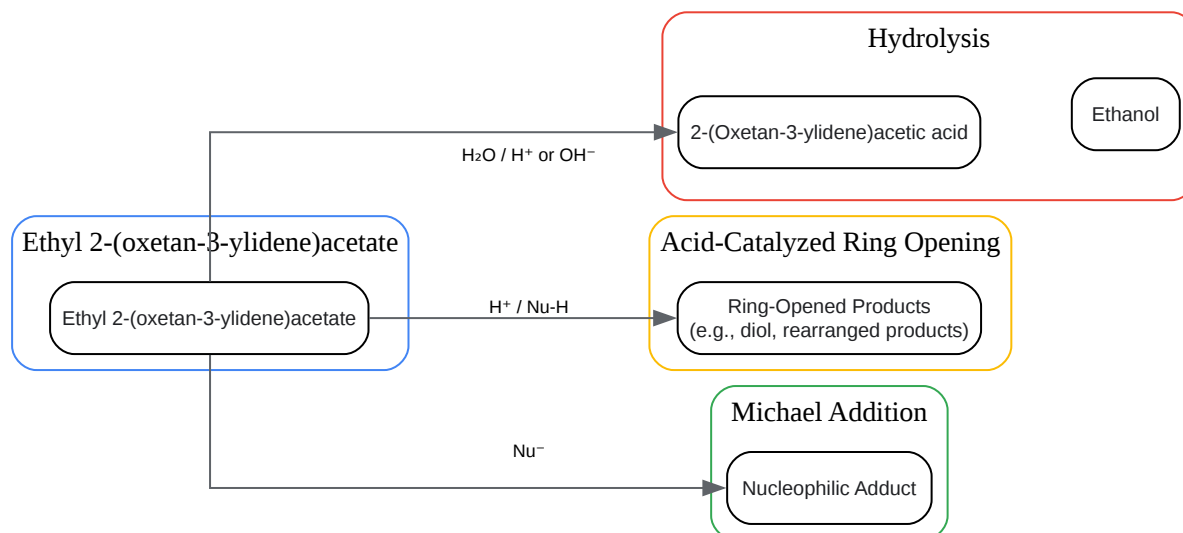 Hydrolysis
2-(Oxetan-3-ylidene)acetic acid
Ethanol
H₂O / H⁺ or OH⁻
Ethyl 2-(oxetan-3-ylidene)acetate
Ethyl 2-(oxetan-3-ylidene)acetate
H⁺ / Nu-H
Acid-Catalyzed Ring Opening
Ring-Opened Products
(e.g., diol, rearranged products)
Michael Addition
Nu⁻
Nucleophilic Adduct